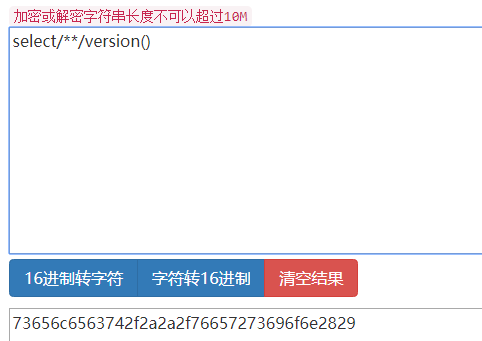 加密或解密字符串长度不可以超过10M
select/**/version()
16进制转字符 字符转16进制 清空结果
73656c6563742f2a2a2f76657273696f6e2829